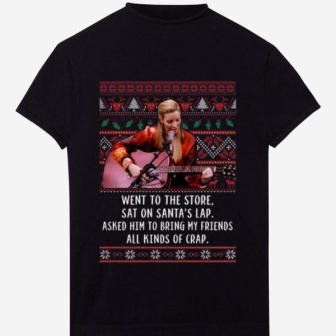 WENT TO THE STORE,
SAT ON SANTA'S LAP.
ASKED HIM TO BRING MY FRIENDS
ALL KINDS OF CRAP.